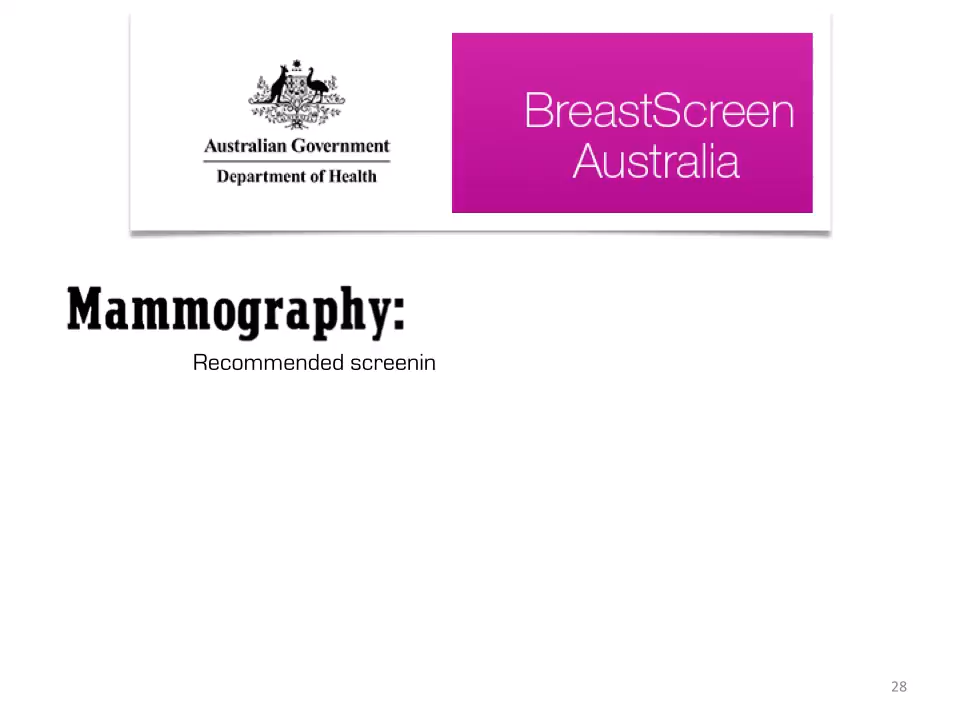 Australian Government
Department of Health
BreastScreen
Australia
Mammography:
Recommended screenin
28